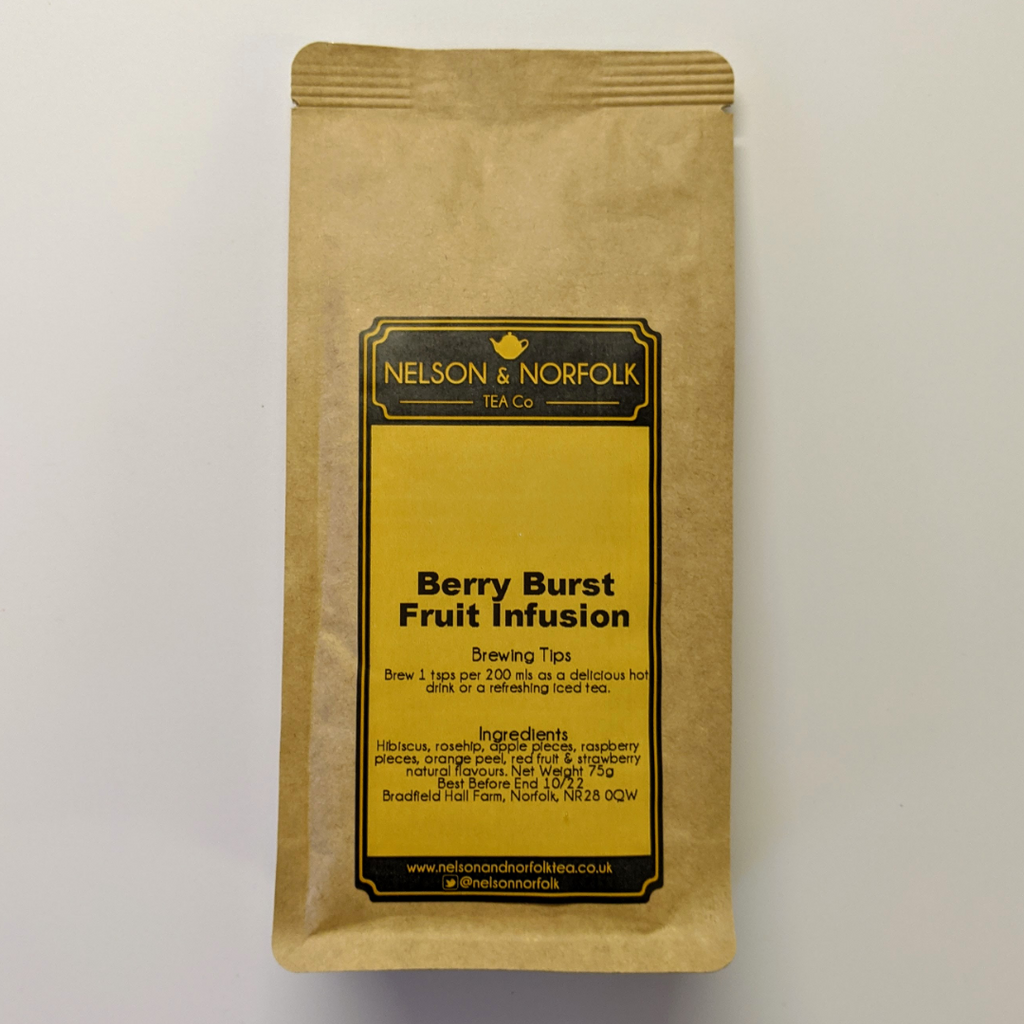 NELSON & NORFOLK
TEA Co
Berry Burst
Fruit Infusion
Brewing Tips
Brew 1 tsps per 200 mls as a delicious hot
drink or a refreshing iced tea.
Ingredients
Hibiscus, rosehip, apple pieces, raspberry
pieces, orange peel, red fruit & strawberry
natural flavours. Net Weight 75g
Best Before End 10/22
Bradfield Hall Farm, Norfolk, NR28 0QW
www.nelsonandnorfolktea.co.uk
@nelsonnorfolk